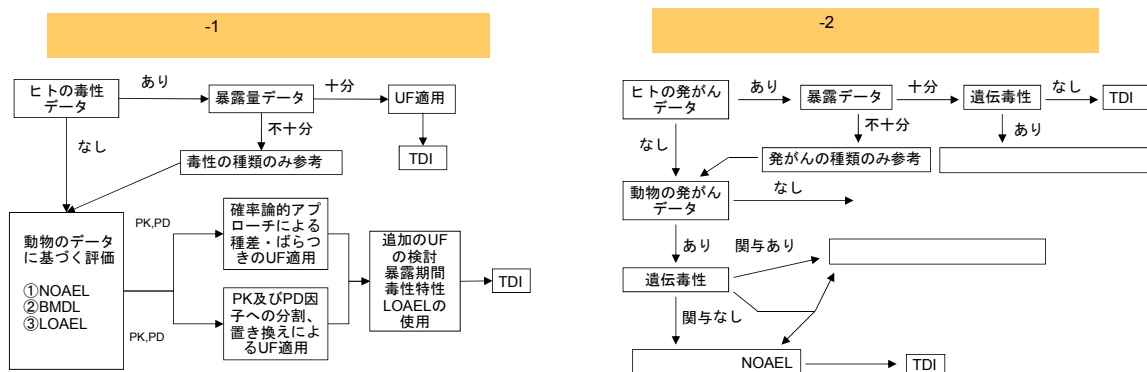 -1
ヒトの毒性
データ
あり
暴露量データ
十分
UF適用
なし
不十分
TDI
毒性の種類のみ参考
動物のデータ
に基づく評価
①NOAEL
②BMDL
③LOAEL
PK,PD
PK,PD
確率論的アプ
ローチによる
種差・ばらつ
きのUF適用
PK及びPD因
子への分割、
置き換えによ
るUF適用
追加のUF
の検討
暴露期間
毒性特性
LOAELの
使用
TDI
-2
ヒトの発がん
データ
あり
暴露データ
十分
遺伝毒性
なし
TDI
なし
不十分
あり
発がんの種類のみ参考
動物の発がん
データ
なし
あり
関与あり
遺伝毒性
関与なし
NOAEL
TDI